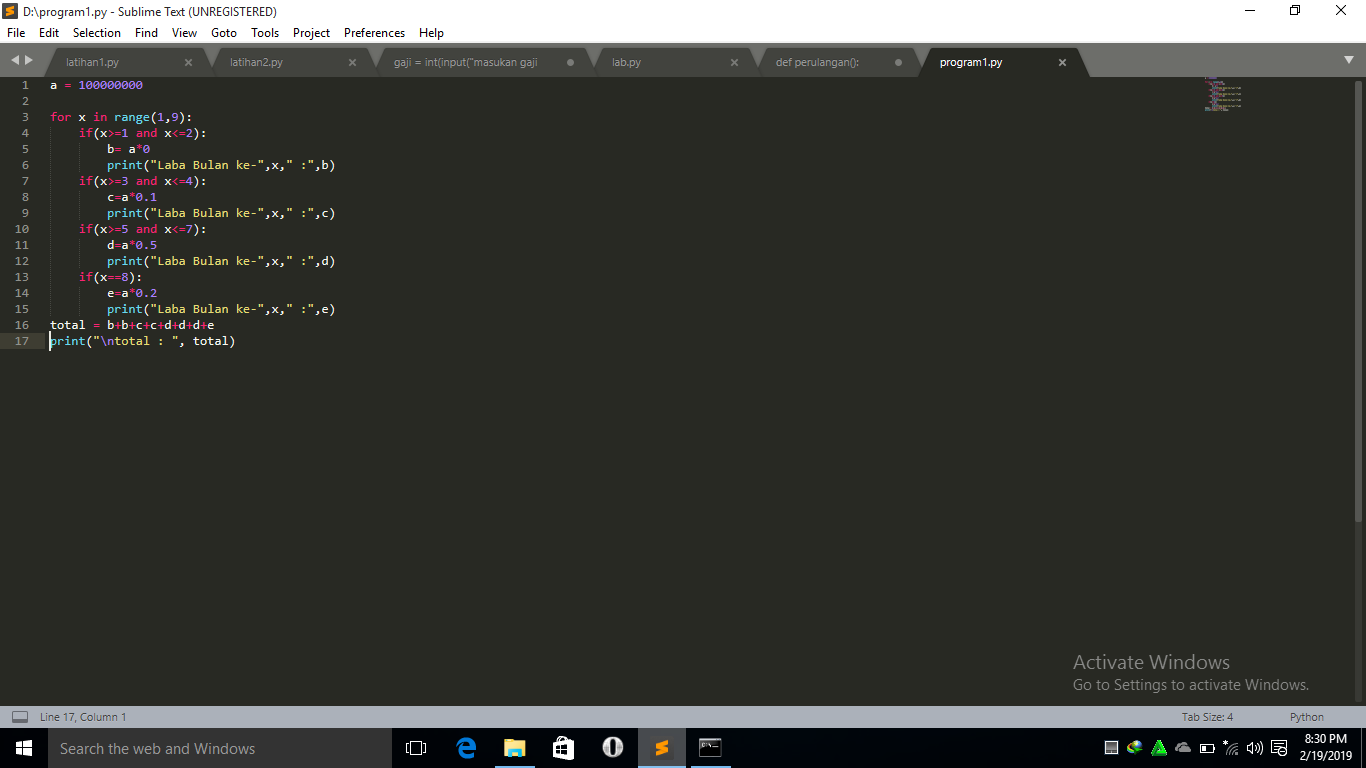 D:\program1.py - Sublime Text (UNREGISTERED)
File Edit Selection Find View Goto Tools Project Preferences Help
latihan1.py latihan2.py gaji = int(input("masukan gaji lab.py def perulangan(): program1.py
1 a = 100000000
2
3 for x in range(1,9):
4     if(x>=1 and x<=2):
5         b= a*0
6         print("Laba Bulan ke-",x," :",b)
7     if(x>=3 and x<=4):
8         c=a*0.1
9         print("Laba Bulan ke-",x," :",c)
10     if(x>=5 and x<=7):
11         d=a*0.5
12         print("Laba Bulan ke-",x," :",d)
13     if(x==8):
14         e=a*0.2
15         print("Laba Bulan ke-",x," :",e)
16 total = b+b+c+c+d+d+d+e
17 print("\ntotal : ", total)
Activate Windows
Go to Settings to activate Windows.
Line 17, Column 1 Tab Size: 4 Python
Search the web and Windows
8:30 PM
2/19/2019